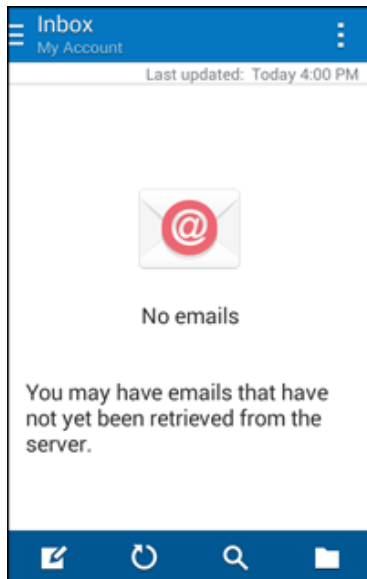 Inbox
My Account
Last updated: Today 4:00 PM
@
No emails
You may have emails that have
not yet been retrieved from the
server.